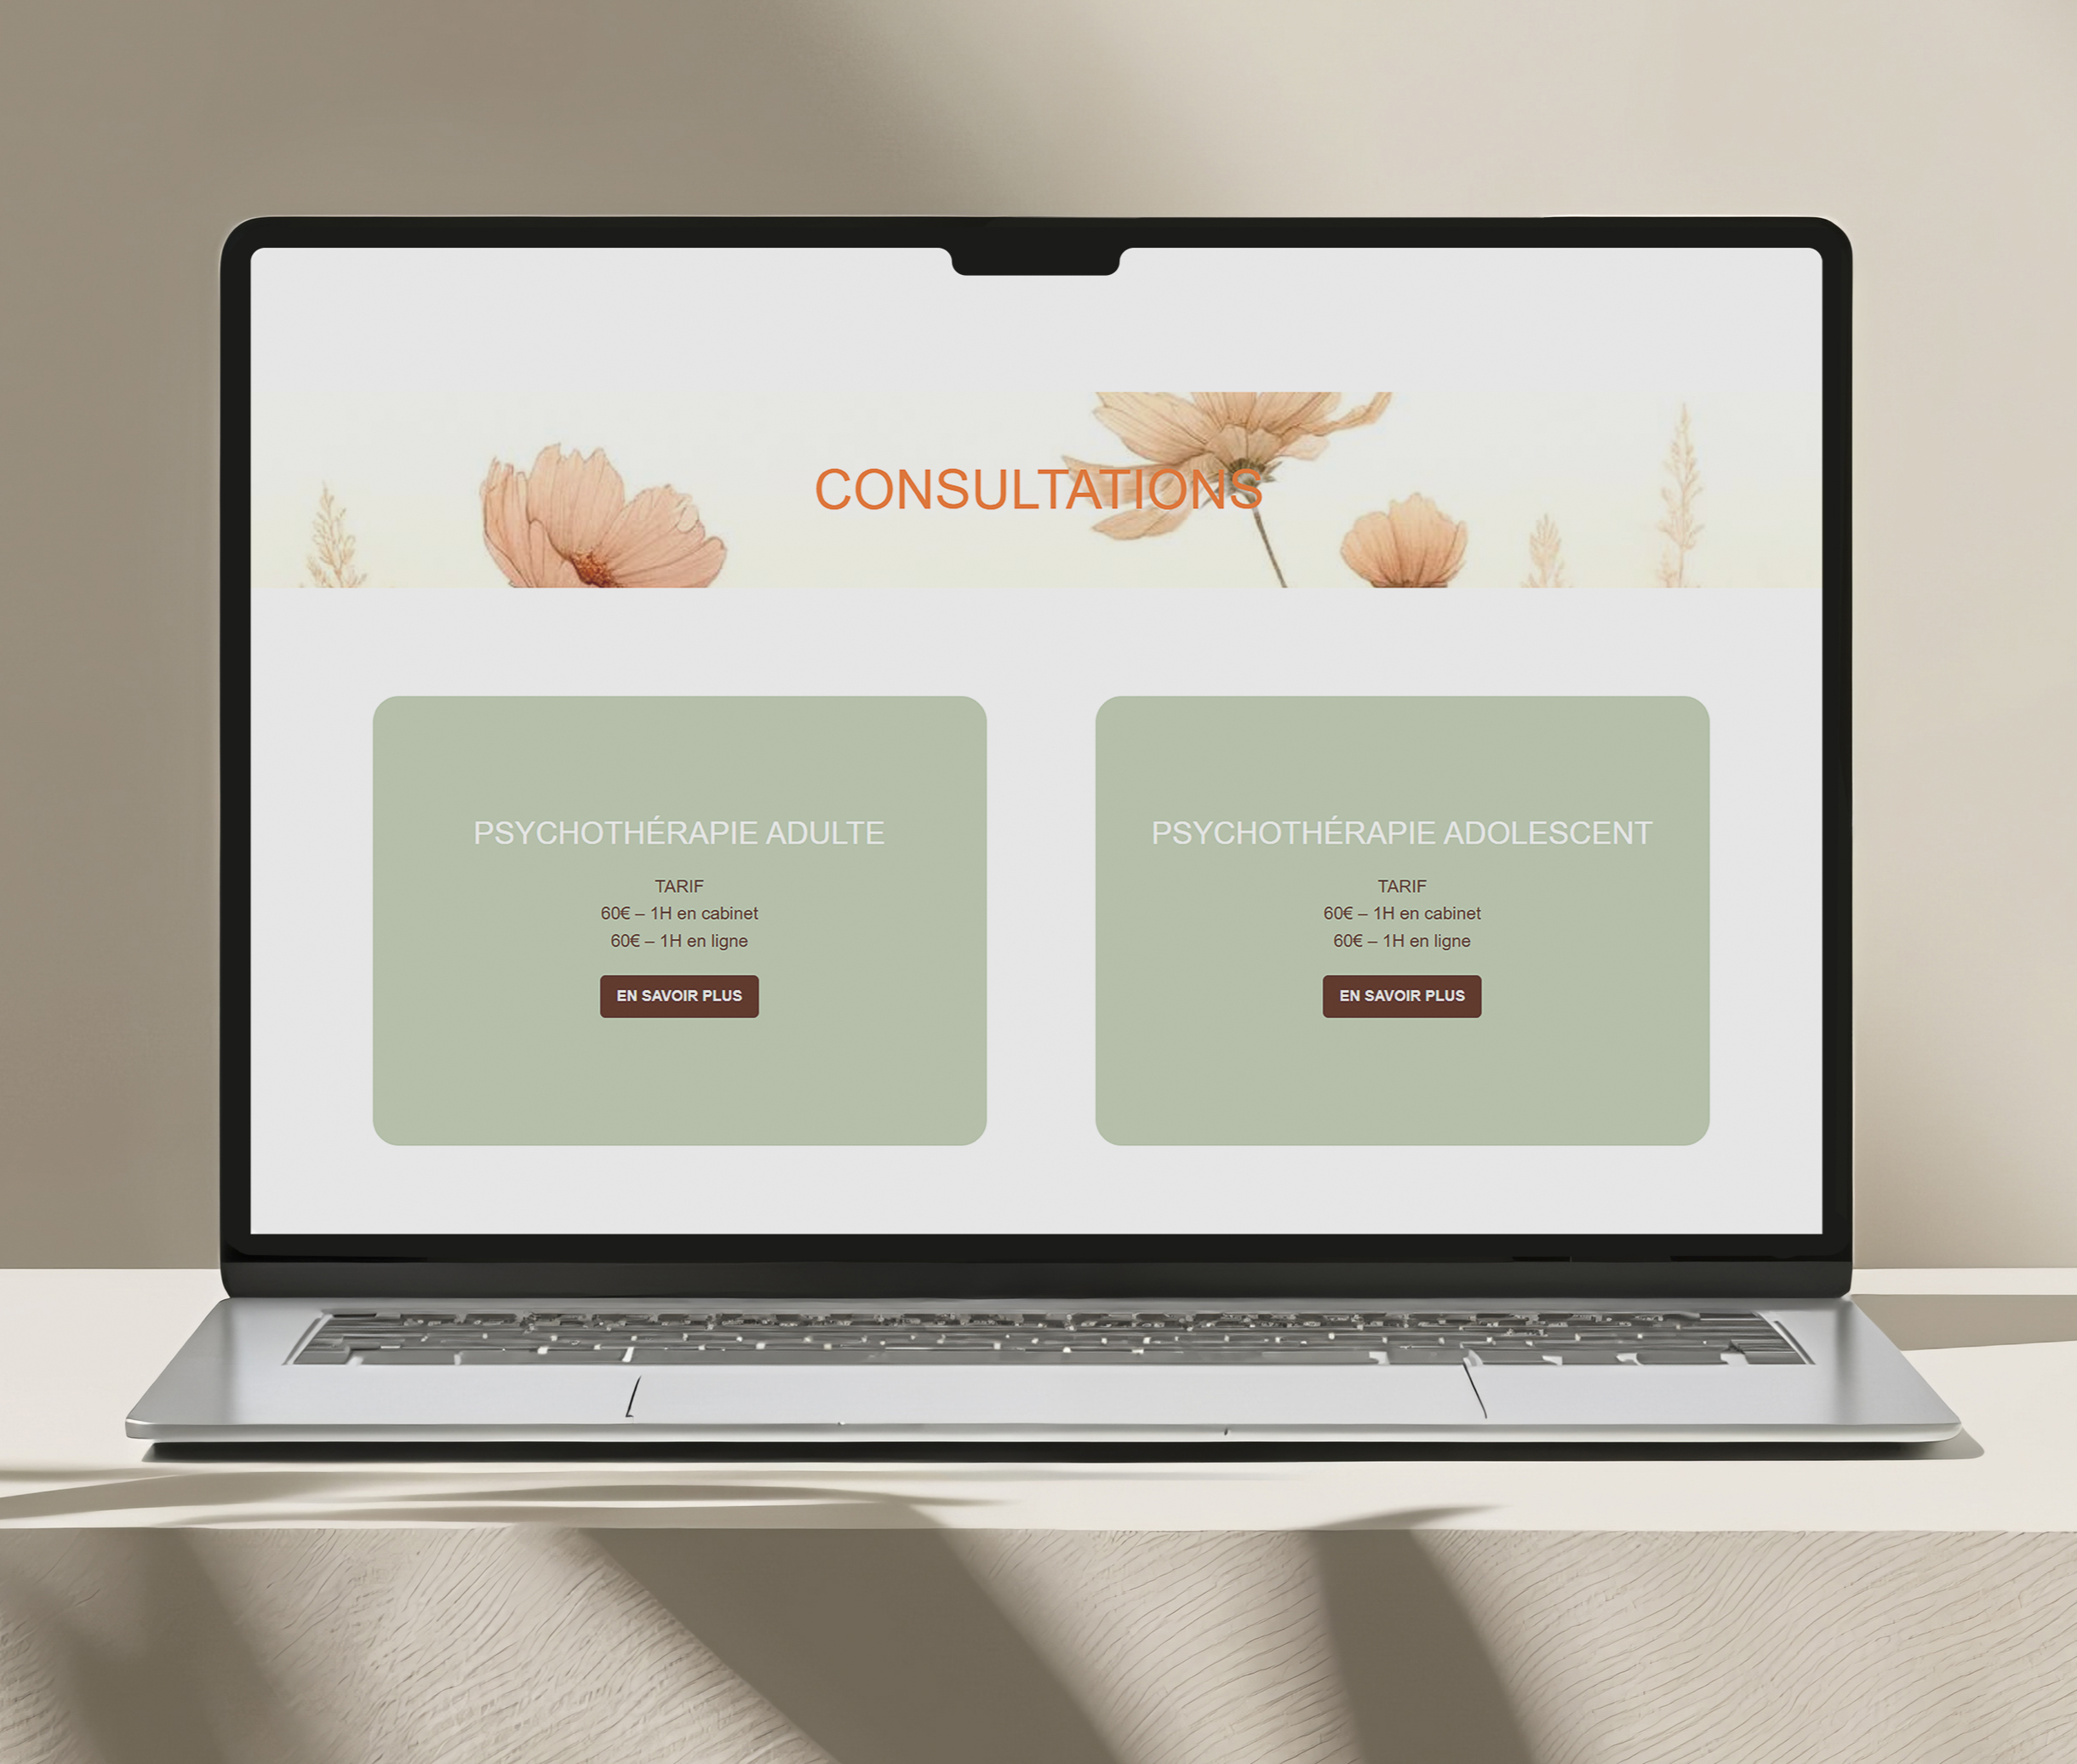 CONSULTATIONS
PSYCHOTHÉRAPIE ADULTE
TARIF
60€ – 1H en cabinet
60€ – 1H en ligne
EN SAVOIR PLUS
PSYCHOTHÉRAPIE ADOLESCENT
TARIF
60€ – 1H en cabinet
60€ – 1H en ligne
EN SAVOIR PLUS